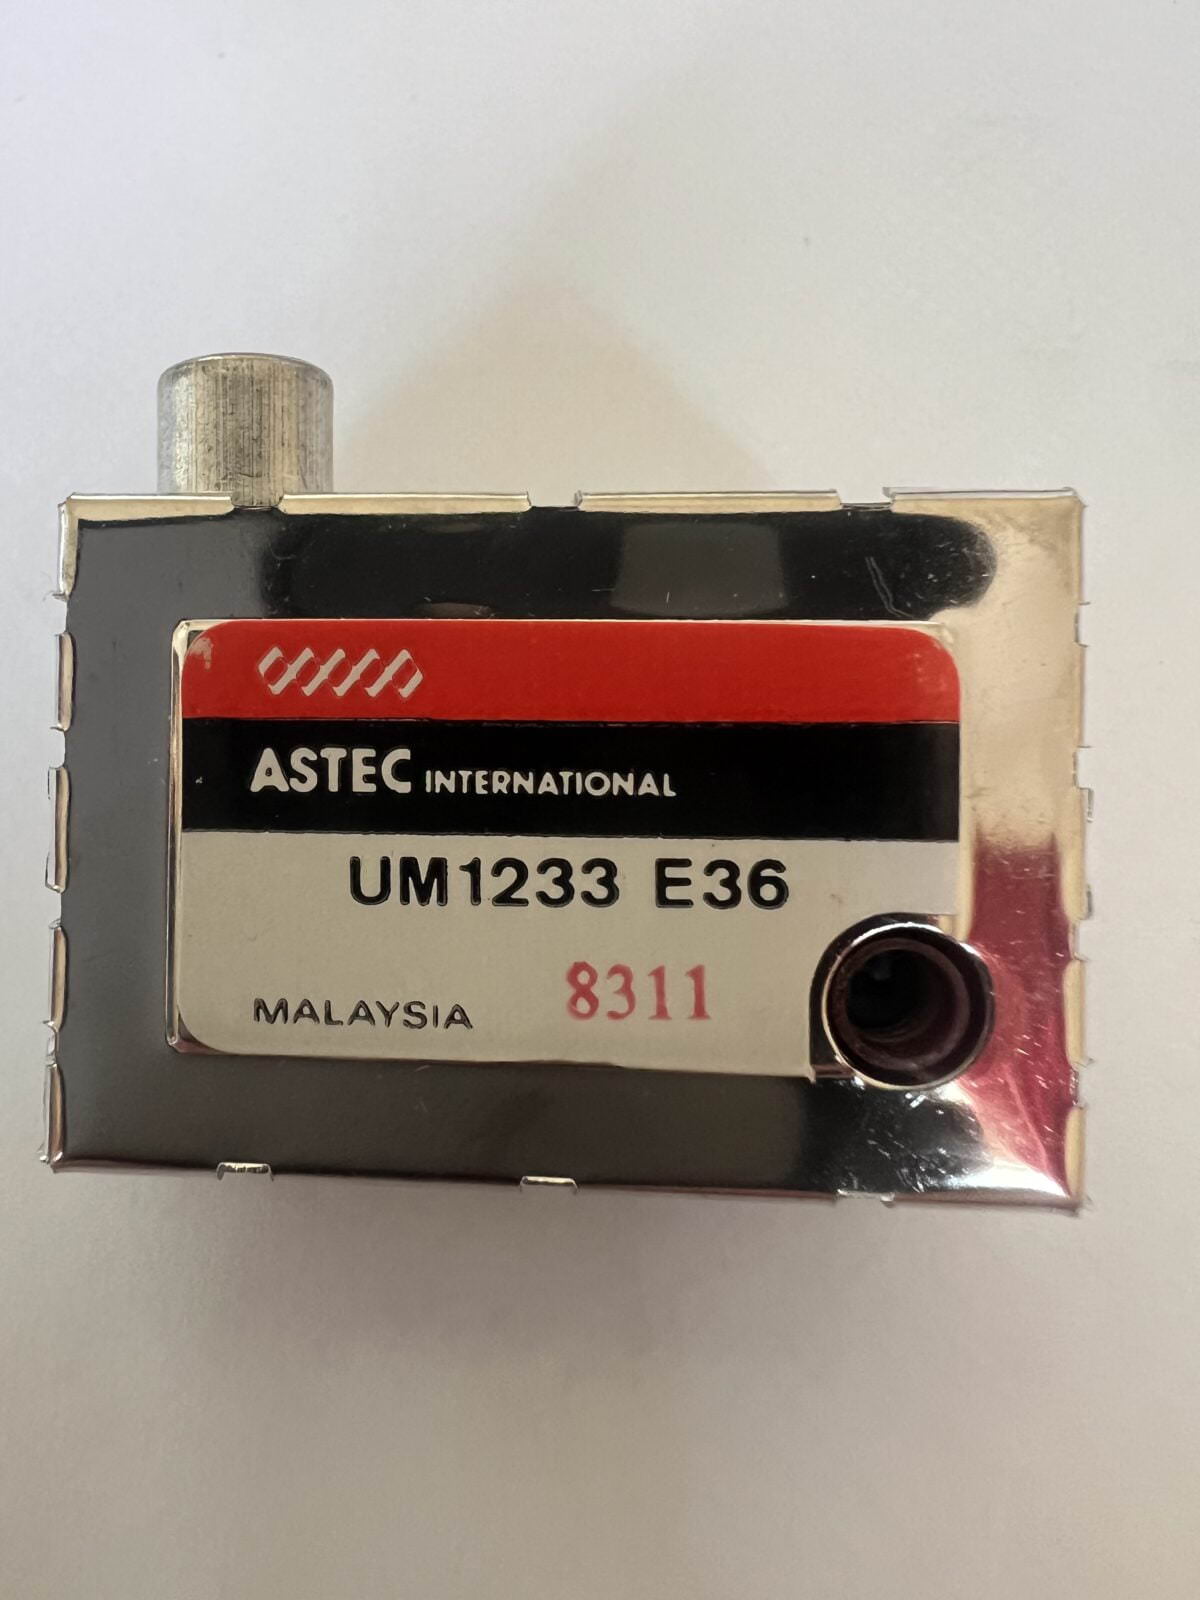 ASTEC INTERNATIONAL
UM1233 E36
8311
MALAYSIA